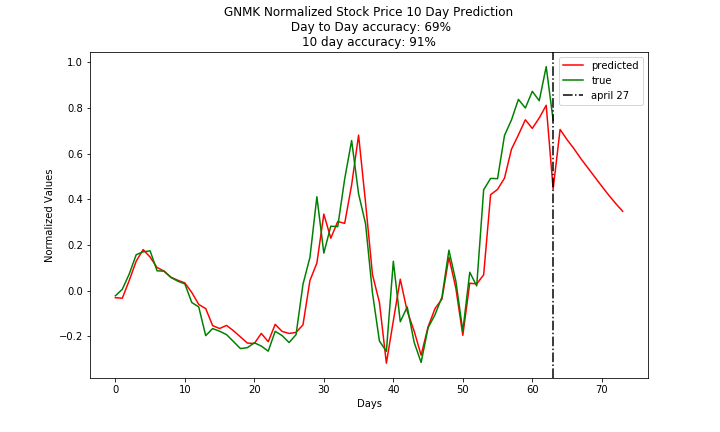 GNMK Normalized Stock Price 10 Day Prediction
Day to Day accuracy: 69%
10 day accuracy: 91%
predicted
true
april 27
Normalized Values
1.0
0.8
0.6
0.4
0.2
0.0
−0.2
0 10 20 30 40 50 60 70
Days